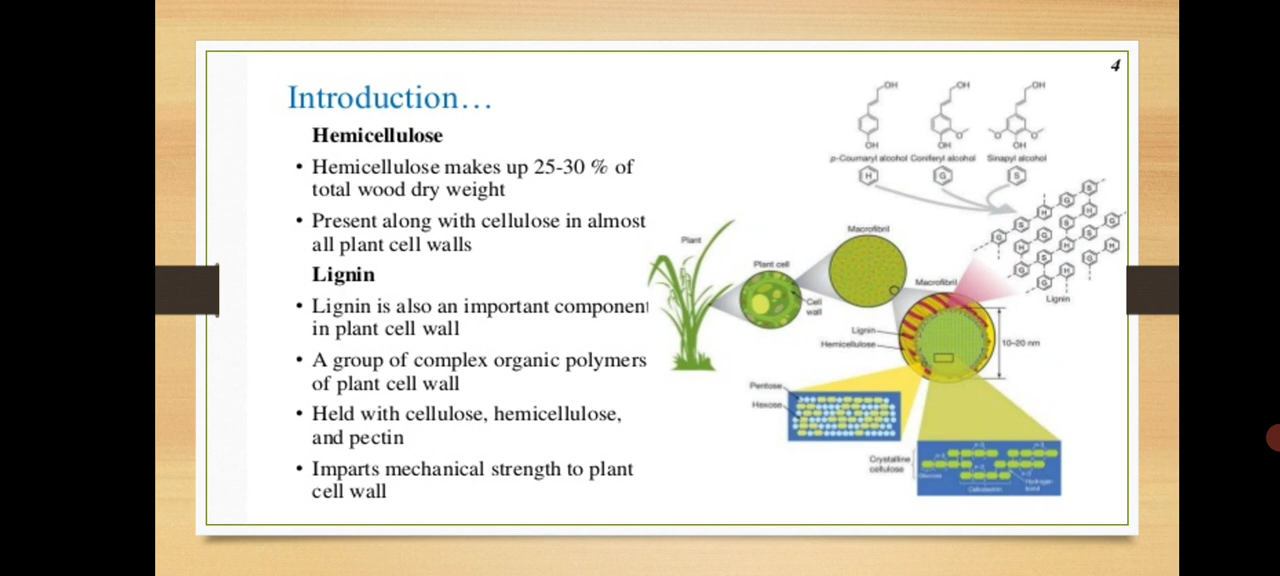 4
Introduction…
Hemicellulose
• Hemicellulose makes up 25-30 % of
total wood dry weight
• Present along with cellulose in almost
all plant cell walls
Lignin
• Lignin is also an important component
in plant cell wall
• A group of complex organic polymers
of plant cell wall
• Held with cellulose, hemicellulose,
and pectin
• Imparts mechanical strength to plant
cell wall
OH OH OH
OH OH OH
p-Coumaryl alcohol Coniferyl alcohol Sinapyl alcohol
H G S
Plant
Plant cell
Cell
wall
Macrofibril
Macrofibril
Lignin
Lignin
Hemicellulose
10–20 nm
Pentose
Hexose
Crystalline
cellulose
Hydrogen
bond